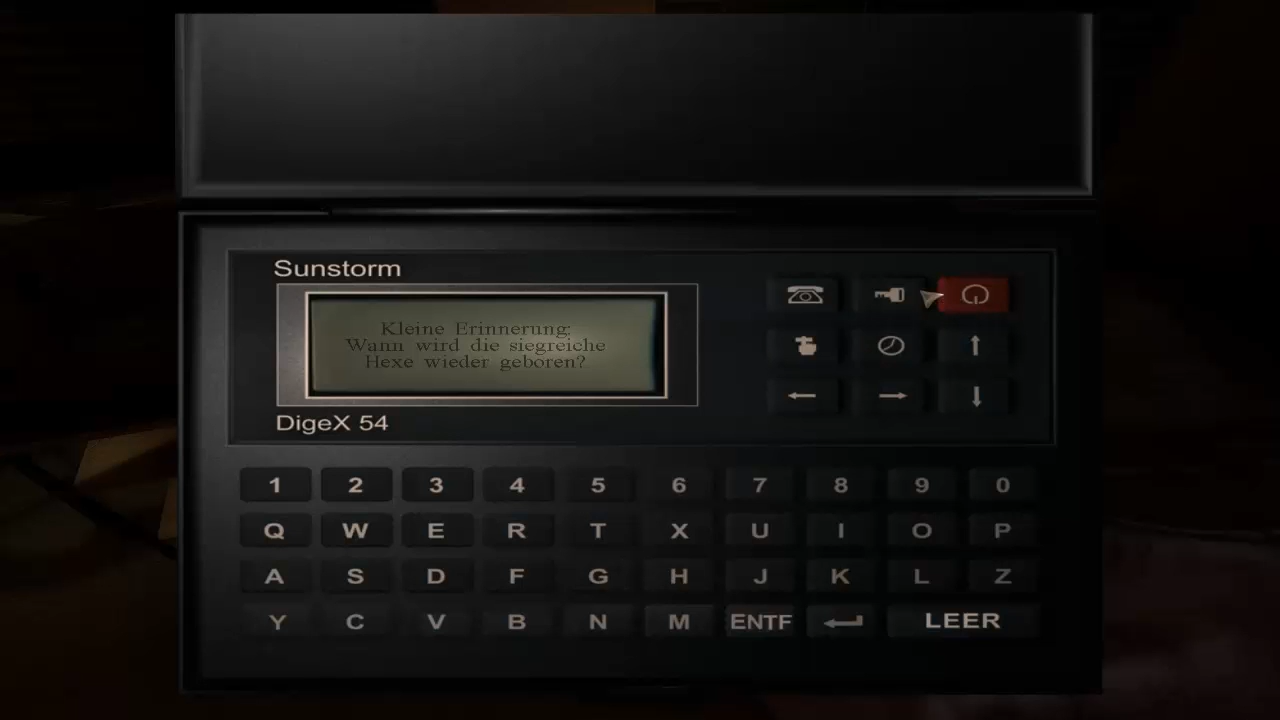 Sunstorm
Kleine Erinnerung:
Wann wird die siegreiche
Hexe wieder geboren?
DigeX 54
1 2 3 4 5 6 7 8 9 0
Q W E R T X U I O P
A S D F G H J K L Z
Y C V B N M ENTF LEER